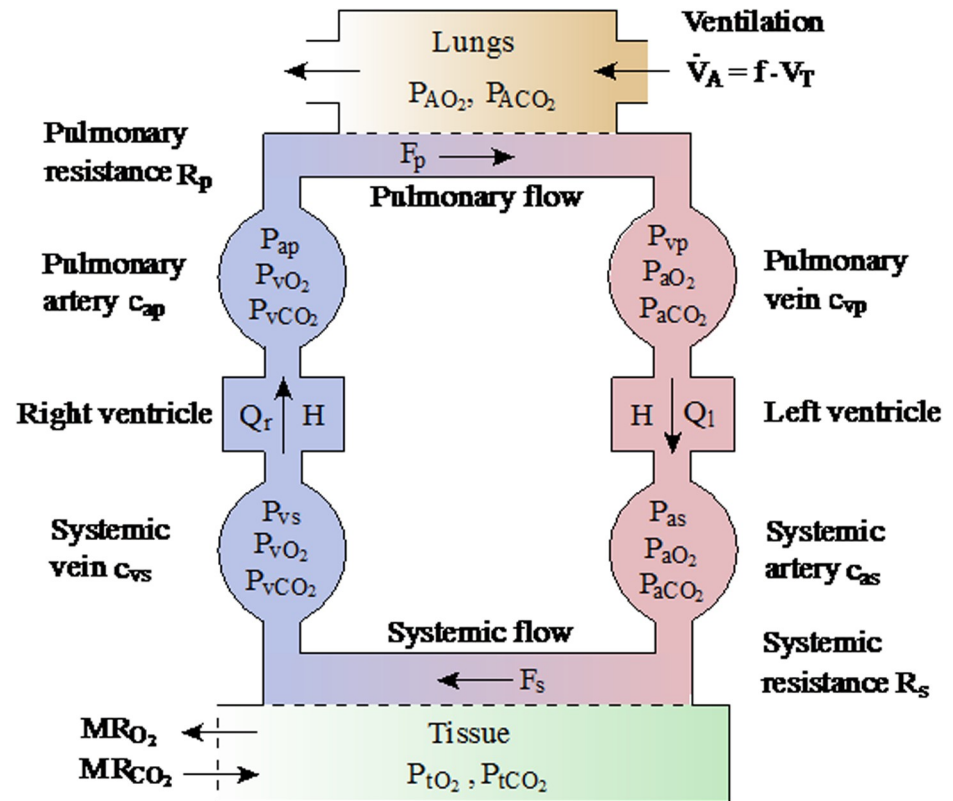 Lungs
P_AO₂, P_ACO₂
Ventilation
V̇_A = f-V_T
Pulmonary
resistance R_p
F_p
Pulmonary flow
Pulmonary
artery c_ap
P_ap
P_vO₂
P_vCO₂
P_vp
P_aO₂
P_aCO₂
Pulmonary
vein c_vp
Right ventricle
Q_r H
H Q_l
Left ventricle
Systemic
vein c_vs
P_vs
P_vO₂
P_vCO₂
P_as
P_aO₂
P_aCO₂
Systemic
artery c_as
Systemic flow
F_s
Systemic
resistance R_s
MR_O₂
MR_CO₂
Tissue
P_tO₂ , P_tCO₂